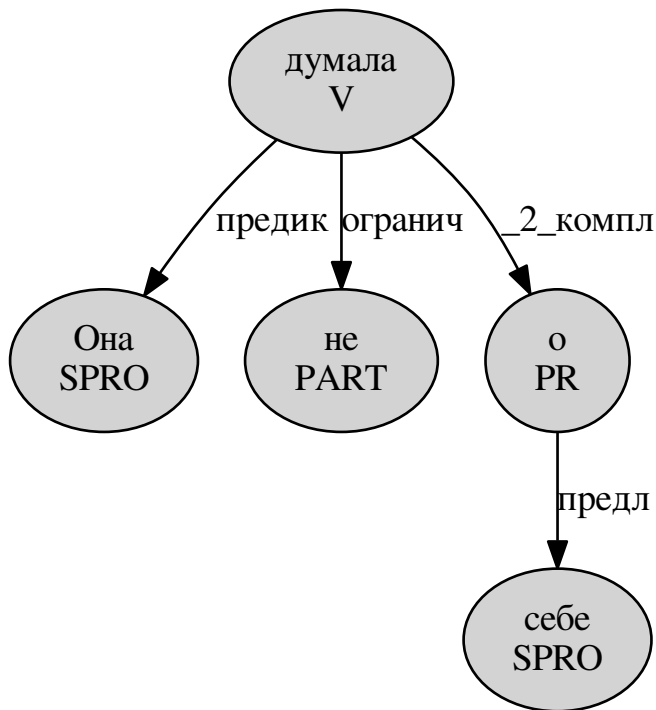 думала
V
предик огранич _2_компл
Она
SPRO
не
PART
о
PR
предл
себе
SPRO